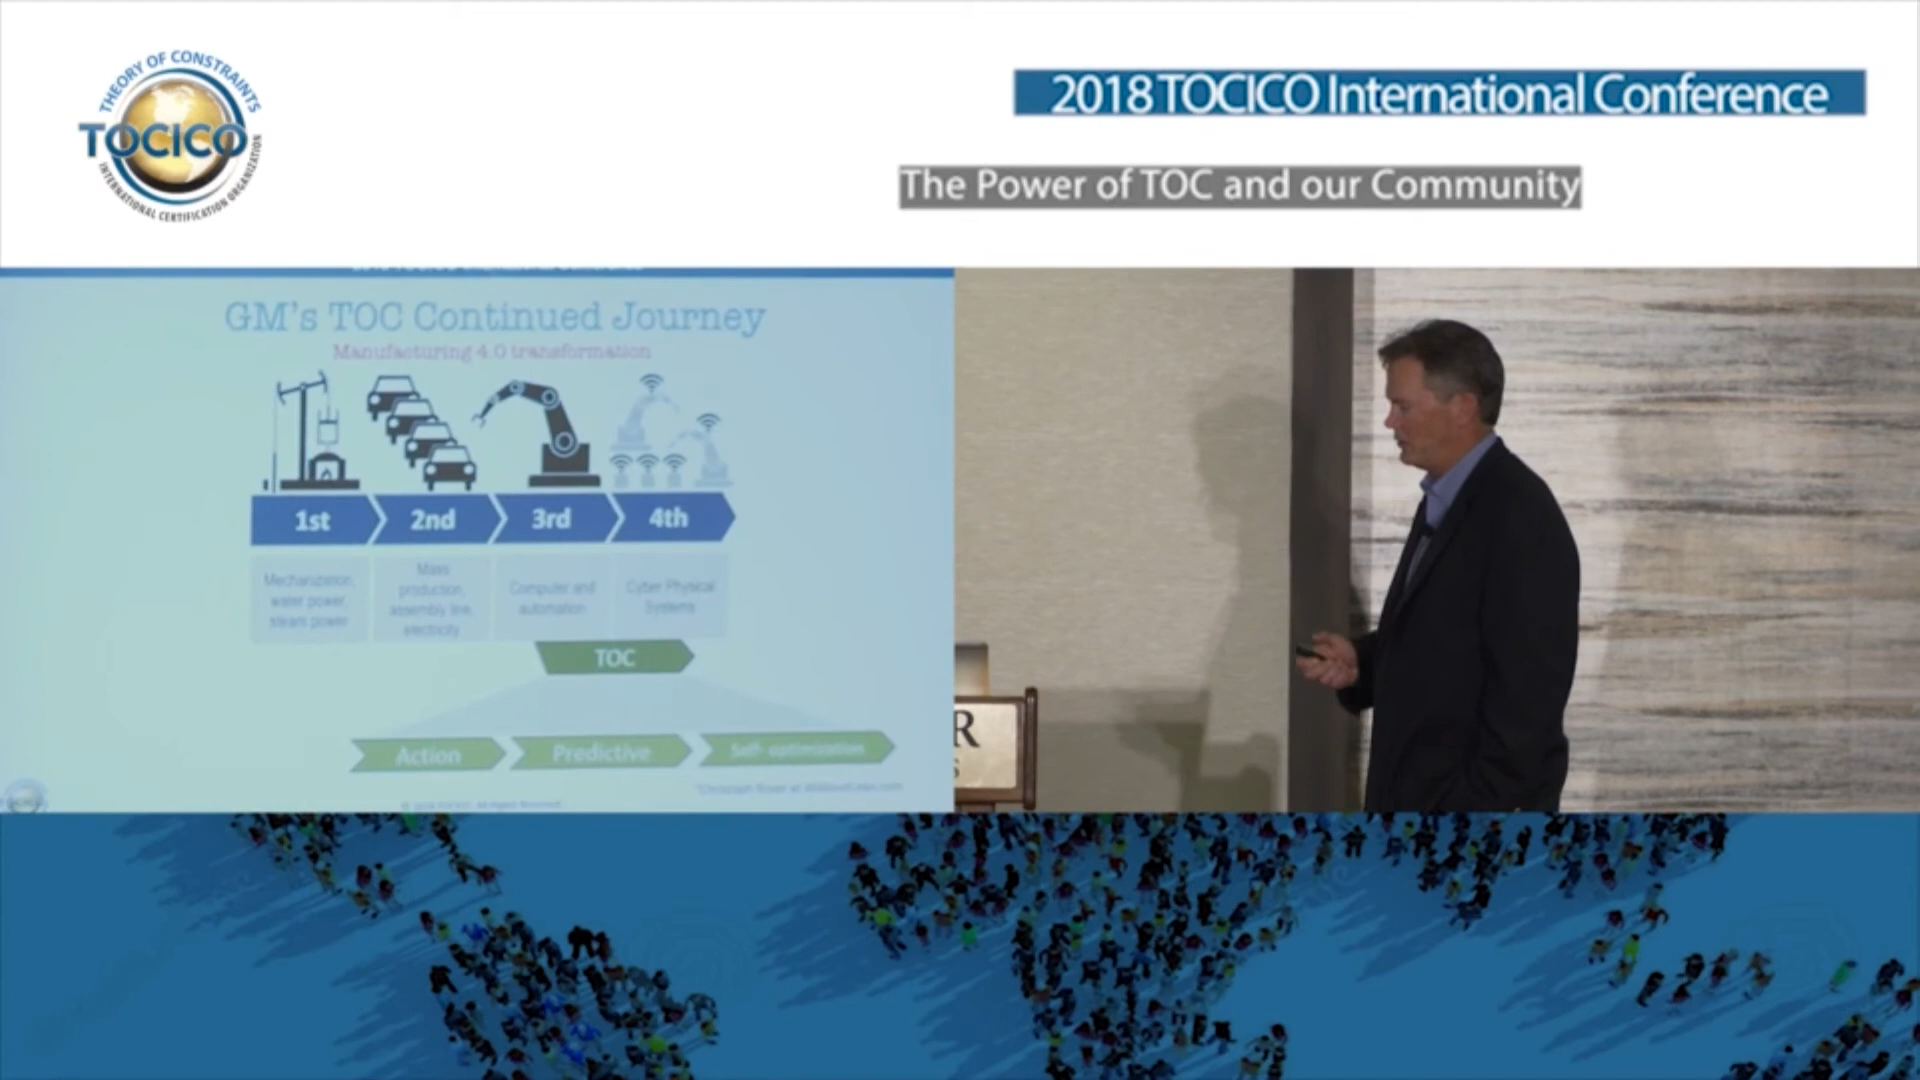 THEORY OF CONSTRAINTS
TOCICO
INTERNATIONAL CERTIFICATION ORGANIZATION
2018 TOCICO International Conference
The Power of TOC and our Community
GM's TOC Continued Journey
Manufacturing 4.0 transformation
1st
2nd
3rd
4th
Mechanization,
water power,
steam power
Mass
production,
assembly line,
electricity
Computer and
automation
Cyber Physical
Systems
TOC
Action
Predictive
Self-optimization
R
S